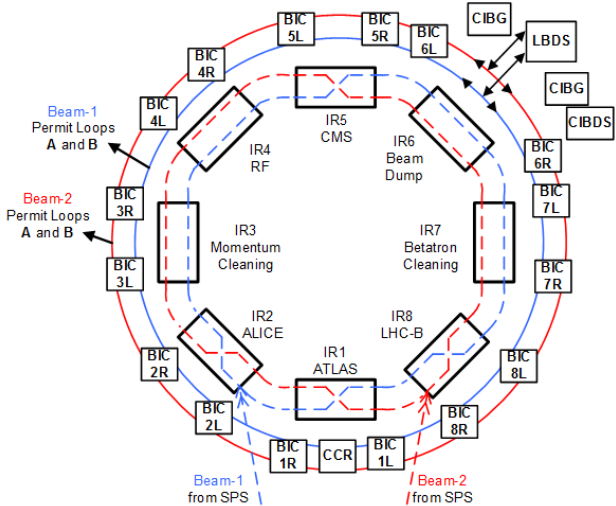 BIC
5L
BIC
5R
BIC
6L
CIBG
LBDS
BIC
4R
CIBG
CIBDS
BIC
4L
IR5
CMS
Beam-1
Permit Loops
A and B
IR4
RF
IR6
Beam
Dump
BIC
6R
BIC
7L
Beam-2
Permit Loops
A and B
BIC
3R
IR3
Momentum
Cleaning
IR7
Betatron
Cleaning
BIC
3L
BIC
7R
IR2
ALICE
IR8
LHC-B
IR1
ATLAS
BIC
2R
BIC
8L
BIC
2L
BIC
8R
BIC
1R
CCR
BIC
1L
Beam-1
from SPS
Beam-2
from SPS